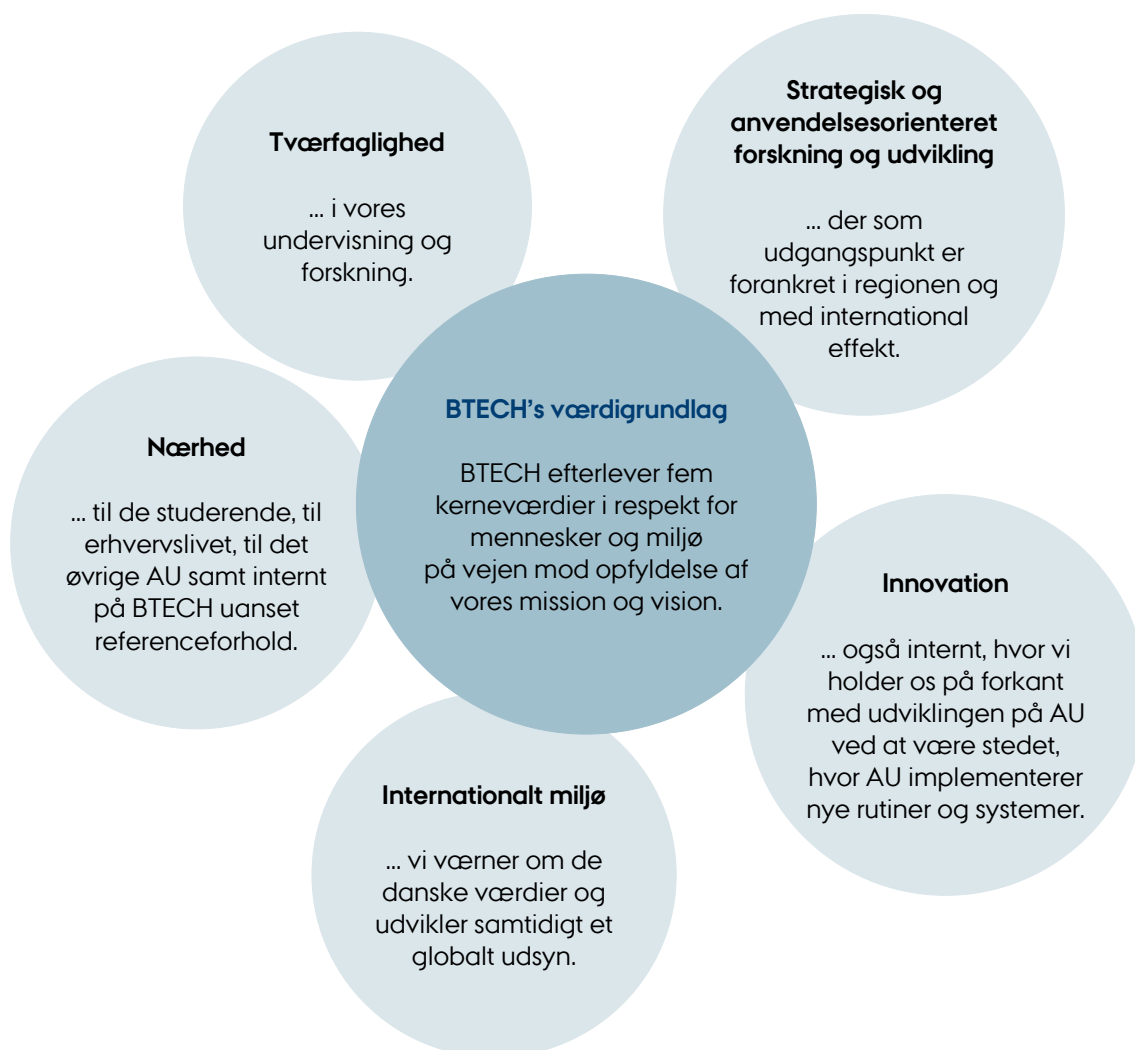 Tværfaglighed
... i vores
undervisning og
forskning.
Strategisk og
anvendelsesorienteret
forskning og udvikling
... der som
udgangspunkt er
forankret i regionen og
med international
effekt.
BTECH's værdigrundlag
BTECH efterlever fem
kerneværdier i respekt for
mennesker og miljø
på vejen mod opfyldelse af
vores mission og vision.
Nærhed
... til de studerende, til
erhvervslivet, til det
øvrige AU samt internt
på BTECH uanset
referenceforhold.
Innovation
... også internt, hvor vi
holder os på forkant
med udviklingen på AU
ved at være stedet,
hvor AU implementerer
nye rutiner og systemer.
Internationalt miljø
... vi værner om de
danske værdier og
udvikler samtidigt et
globalt udsyn.